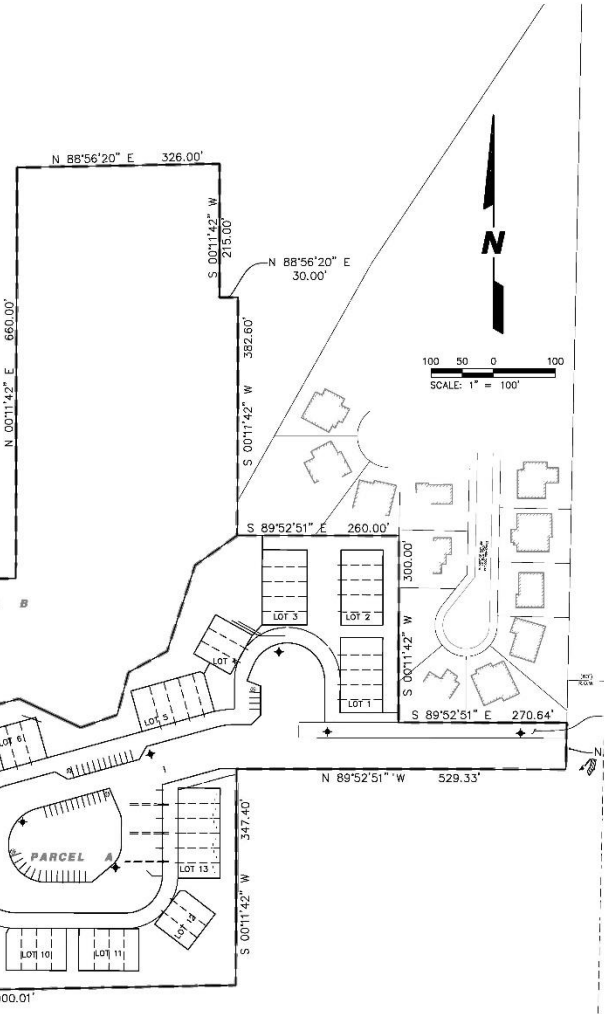 N 88°56'20" E 326.00'
S 00°11'42" W
215.00'
N 88°56'20" E
30.00'
N
N 00°11'42" E 660.00'
S 00°11'42" W 382.60'
100 50 0 100
SCALE: 1" = 100'
S 89°52'51" E 260.00'
S 00°11'42" W 300.00'
B
LOT 3
LOT 2
LOT 1
LOT 5
LOT 6
S 89°52'51" E 270.64'
N
N 89°52'51" W 529.33'
S 00°11'42" W 347.40'
PARCEL A
LOT 13
LOT 14
LOT 10
LOT 11
00.01'